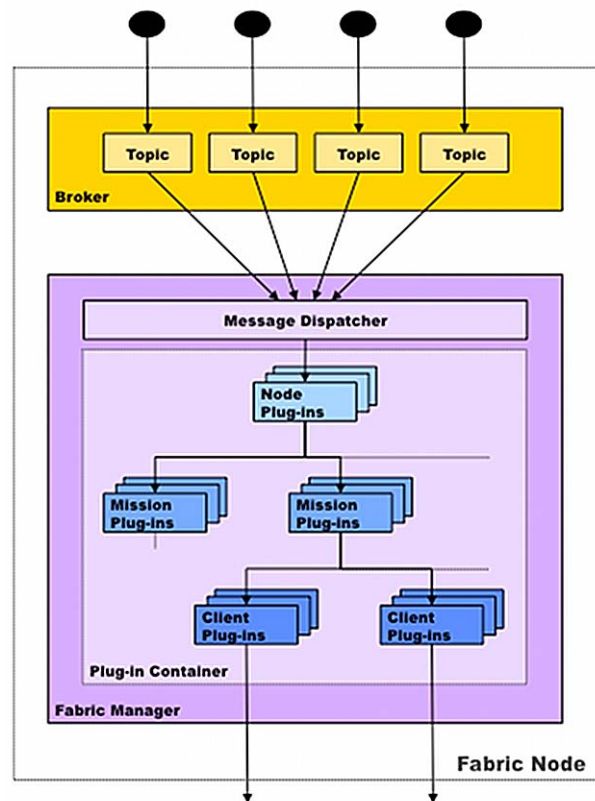 Topic
Topic
Topic
Topic
Broker
Message Dispatcher
Node
Plug-ins
Mission
Plug-ins
Mission
Plug-ins
Client
Plug-ins
Client
Plug-ins
Plug-in Container
Fabric Manager
Fabric Node